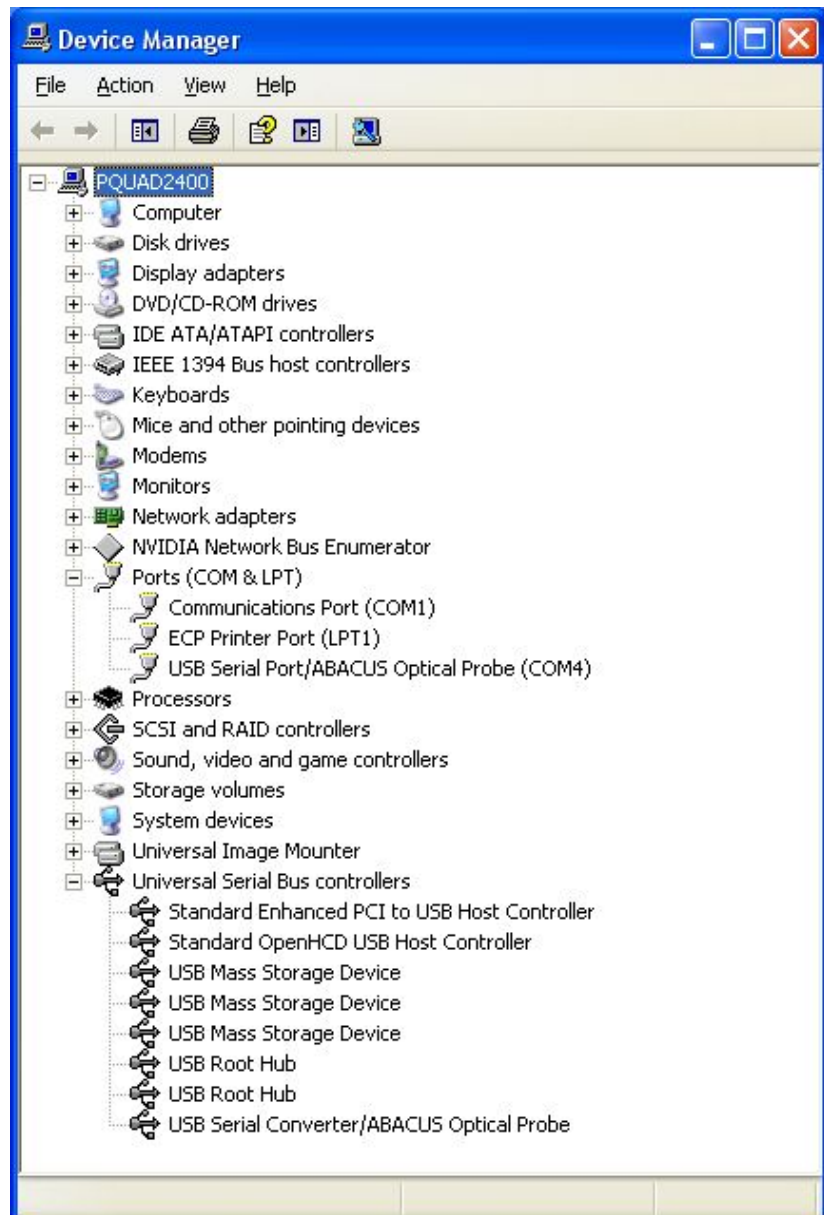 Device Manager
File Action View Help
PQUAD2400
Computer
Disk drives
Display adapters
DVD/CD-ROM drives
IDE ATA/ATAPI controllers
IEEE 1394 Bus host controllers
Keyboards
Mice and other pointing devices
Modems
Monitors
Network adapters
NVIDIA Network Bus Enumerator
Ports (COM & LPT)
Communications Port (COM1)
ECP Printer Port (LPT1)
USB Serial Port/ABACUS Optical Probe (COM4)
Processors
SCSI and RAID controllers
Sound, video and game controllers
Storage volumes
System devices
Universal Image Mounter
Universal Serial Bus controllers
Standard Enhanced PCI to USB Host Controller
Standard OpenHCD USB Host Controller
USB Mass Storage Device
USB Mass Storage Device
USB Mass Storage Device
USB Root Hub
USB Root Hub
USB Serial Converter/ABACUS Optical Probe